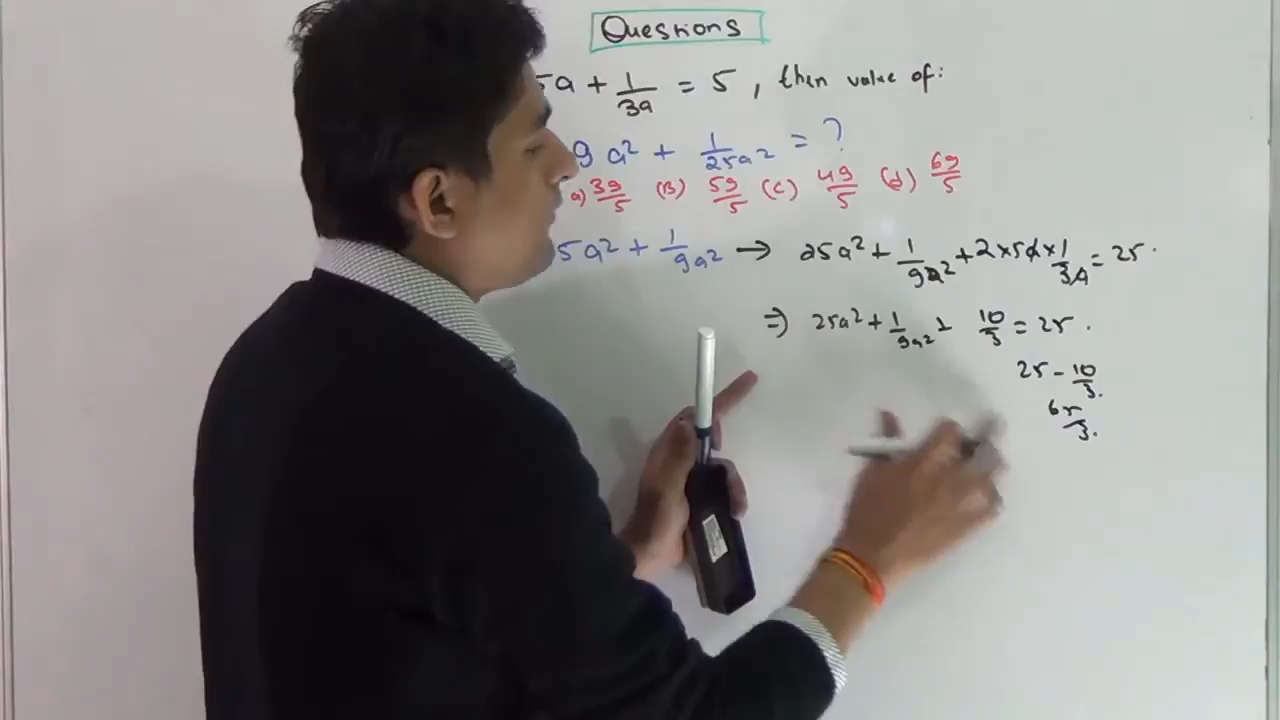 Questions
5a + 1/3a = 5 , then value of:
9a² + 1/25a² = ?
a) 39/5 (B) 59/5 (c) 49/5 (d) 69/5
5a² + 1/9a² → 25a² + 1/9a² + 2×5a×1/3a = 25.
⇒ 25a² + 1/9a² + 10/3 = 25.
25 - 10/3.
65/3.